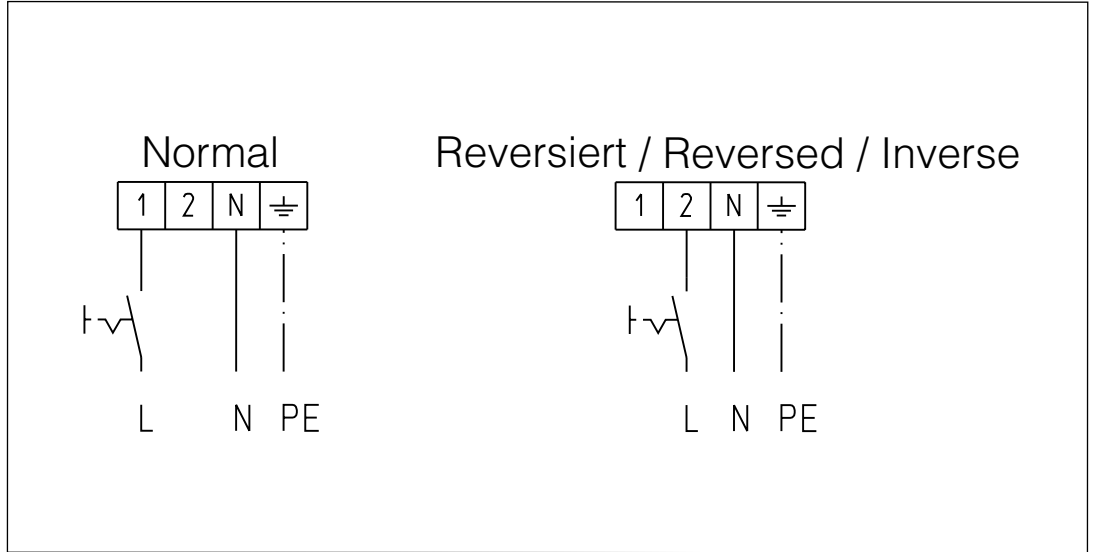 Normal
1 2 N
L N PE
Reversiert / Reversed / Inverse
1 2 N
L N PE